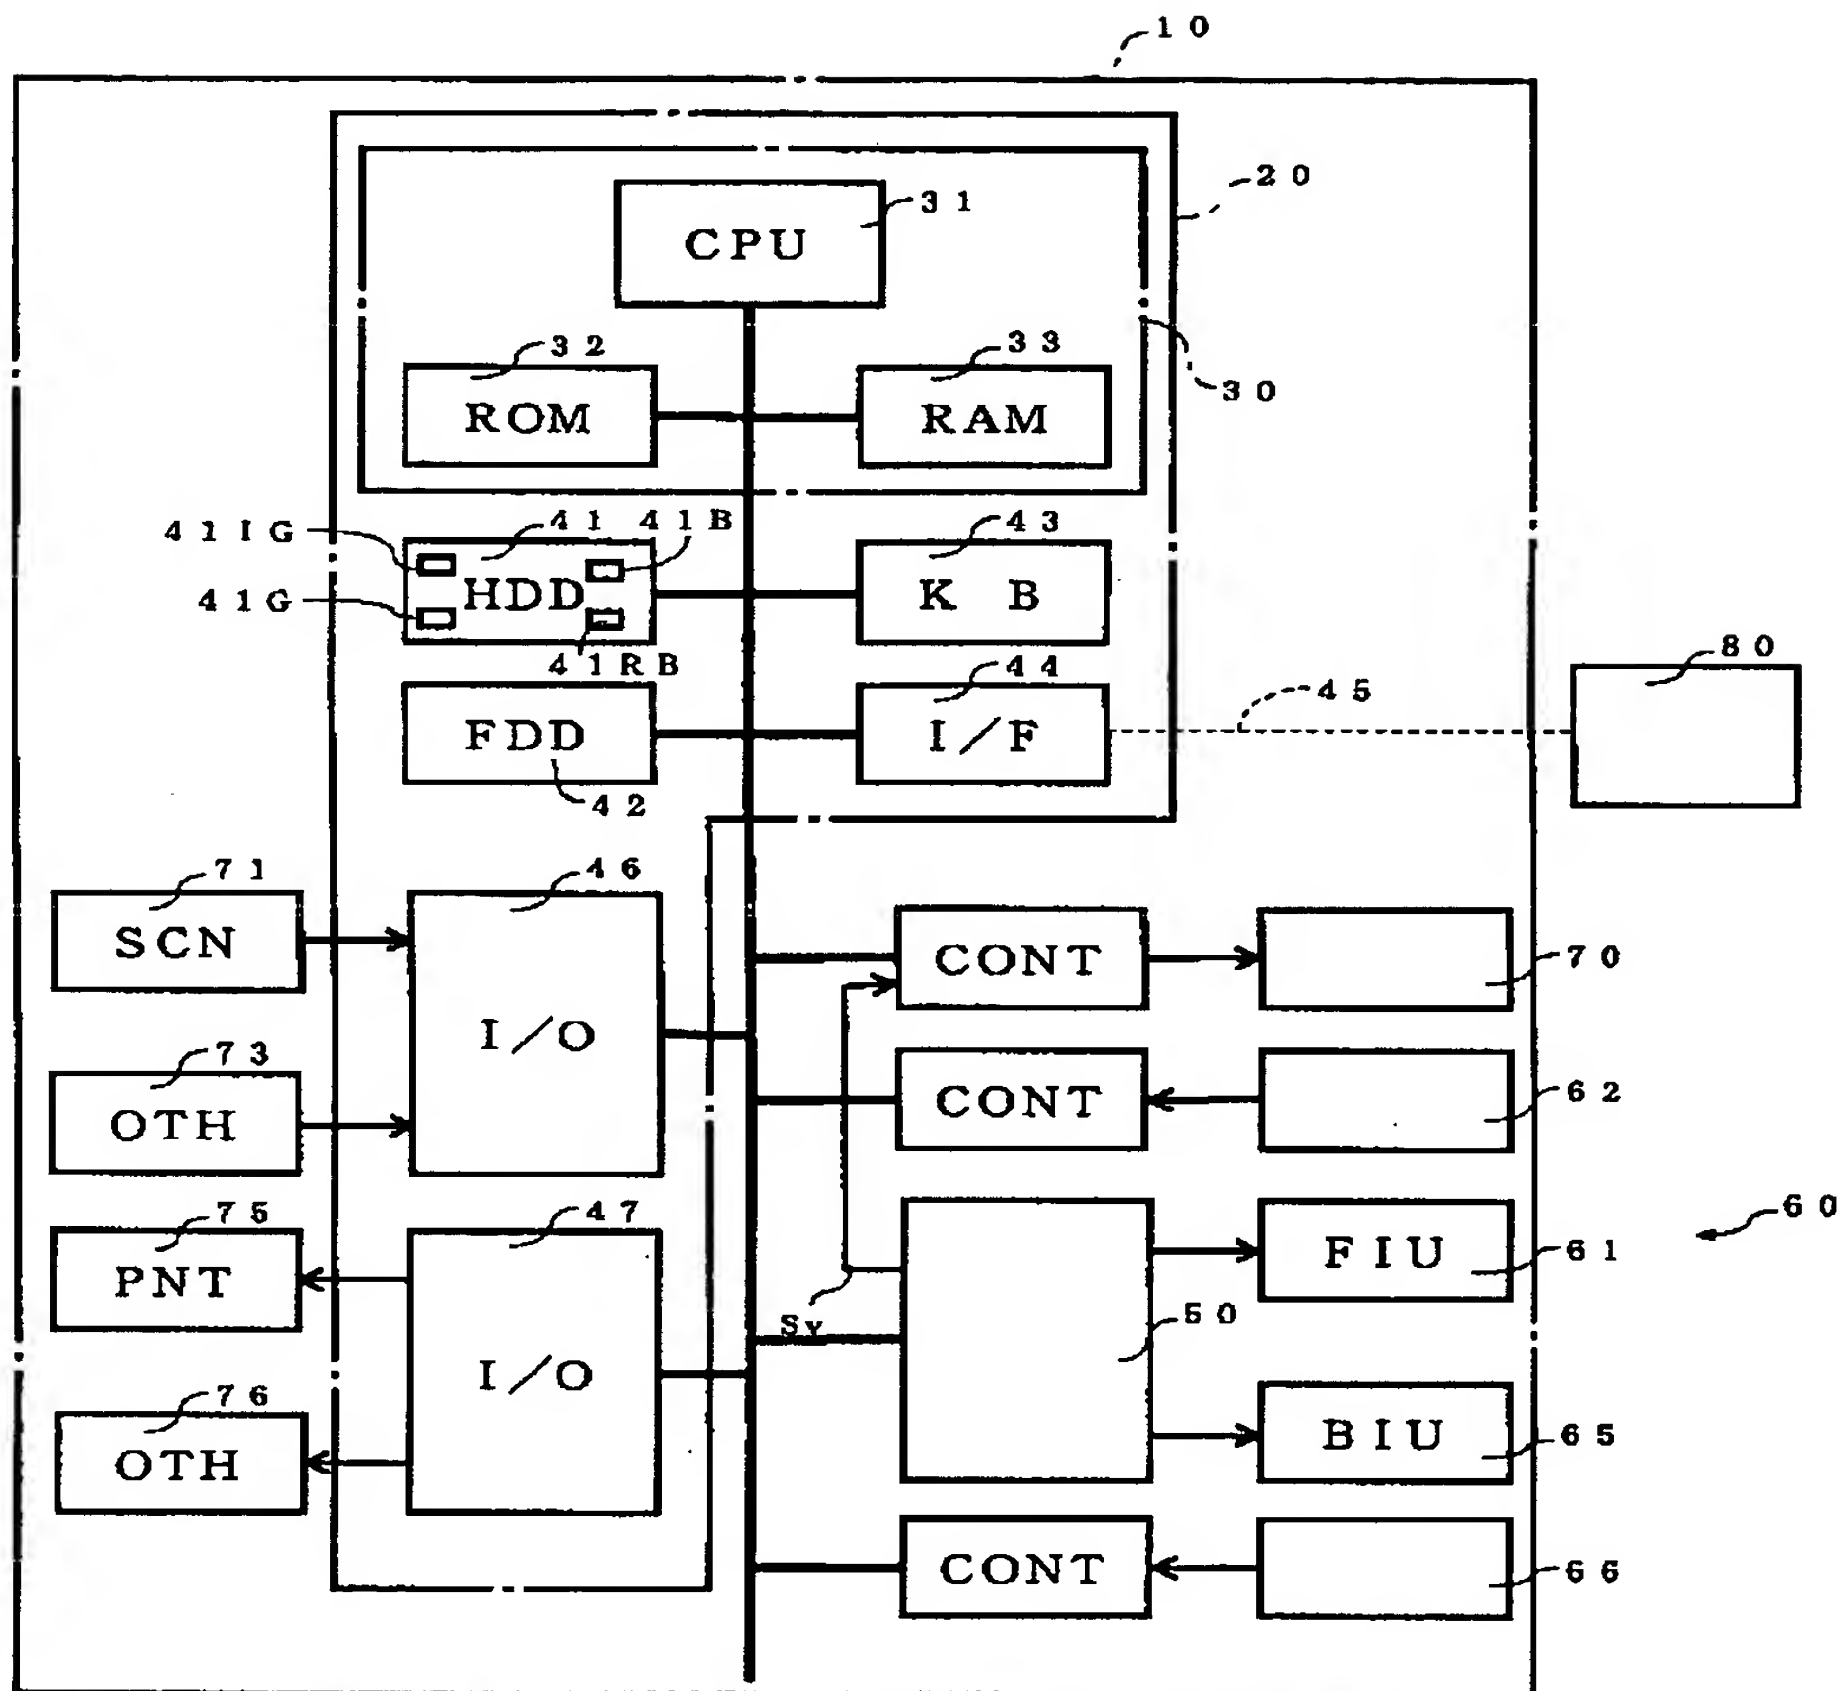 10
20
31
CPU
32
33
30
ROM
RAM
41IG
41
41B
43
HDD
K B
41G
41RB
44
80
45
FDD
I/F
42
71
46
SCN
CONT
70
I/O
73
OTH
CONT
62
75
47
60
PNT
FIU
61
50
Sv
I/O
76
OTH
BIU
65
CONT
66